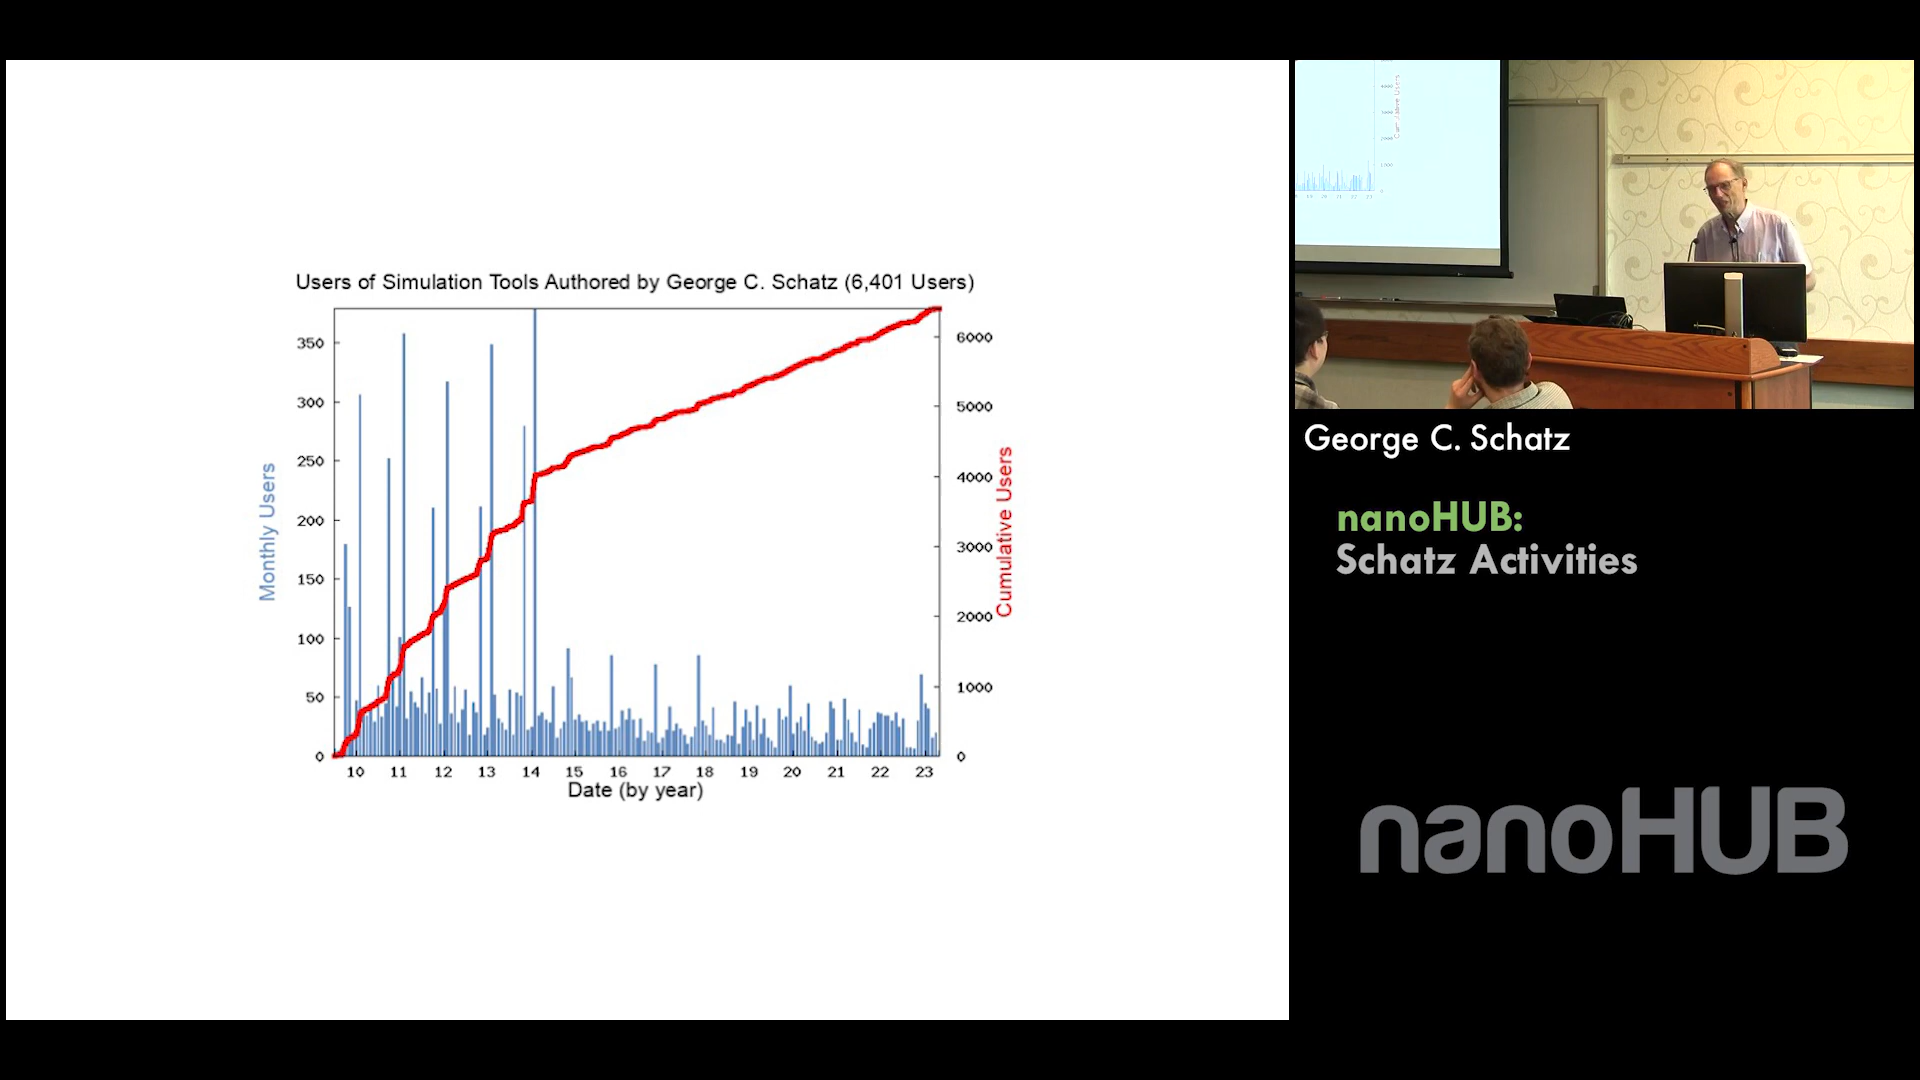 Users of Simulation Tools Authored by George C. Schatz (6,401 Users)
350
300
250
200
150
100
50
0
Monthly Users
6000
5000
4000
3000
2000
1000
0
Cumulative Users
10 11 12 13 14 15 16 17 18 19 20 21 22 23
Date (by year)
Cumulative Users
George C. Schatz
nanoHUB:
Schatz Activities
nanoHUB